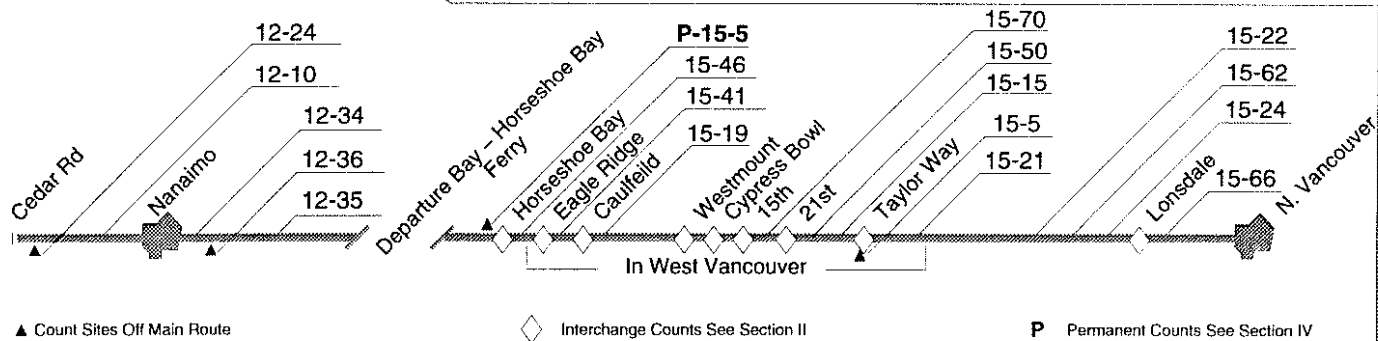 12-24
12-10
12-34
12-36
12-35
Cedar Rd
Nanaimo
Departure Bay – Horseshoe Bay
Ferry
P-15-5
15-46
15-41
15-19
Horseshoe Bay
Eagle Ridge
Caulfeild
Westmount
Cypress Bowl
15th
21st
Taylor Way
15-70
15-50
15-15
15-5
15-21
15-22
15-62
15-24
15-66
Lonsdale
N. Vancouver
In West Vancouver
▲ Count Sites Off Main Route
Interchange Counts See Section II
P Permanent Counts See Section IV